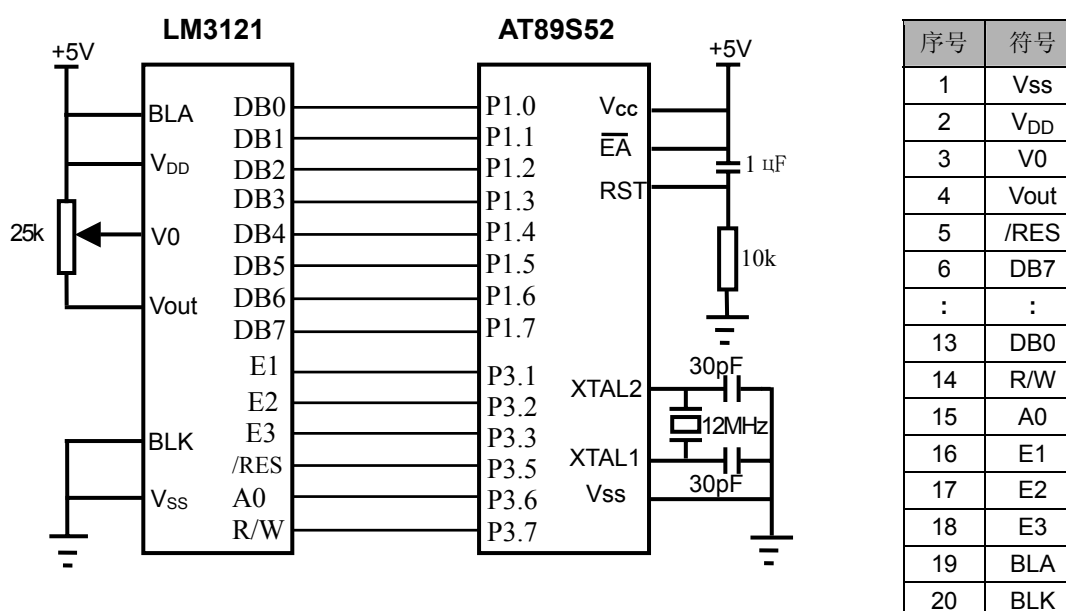 LM3121
AT89S52
+5V
+5V
BLA
VDD
V0
Vout
BLK
VSS
25k
DB0
DB1
DB2
DB3
DB4
DB5
DB6
DB7
E1
E2
E3
/RES
A0
R/W
P1.0
P1.1
P1.2
P1.3
P1.4
P1.5
P1.6
P1.7
P3.1
P3.2
P3.3
P3.5
P3.6
P3.7
Vcc
EA
RST
XTAL2
XTAL1
Vss
1 цF
10k
30pF
12MHz
30pF
序号 符号
1 Vss
2 VDD
3 V0
4 Vout
5 /RES
6 DB7
: :
13 DB0
14 R/W
15 A0
16 E1
17 E2
18 E3
19 BLA
20 BLK